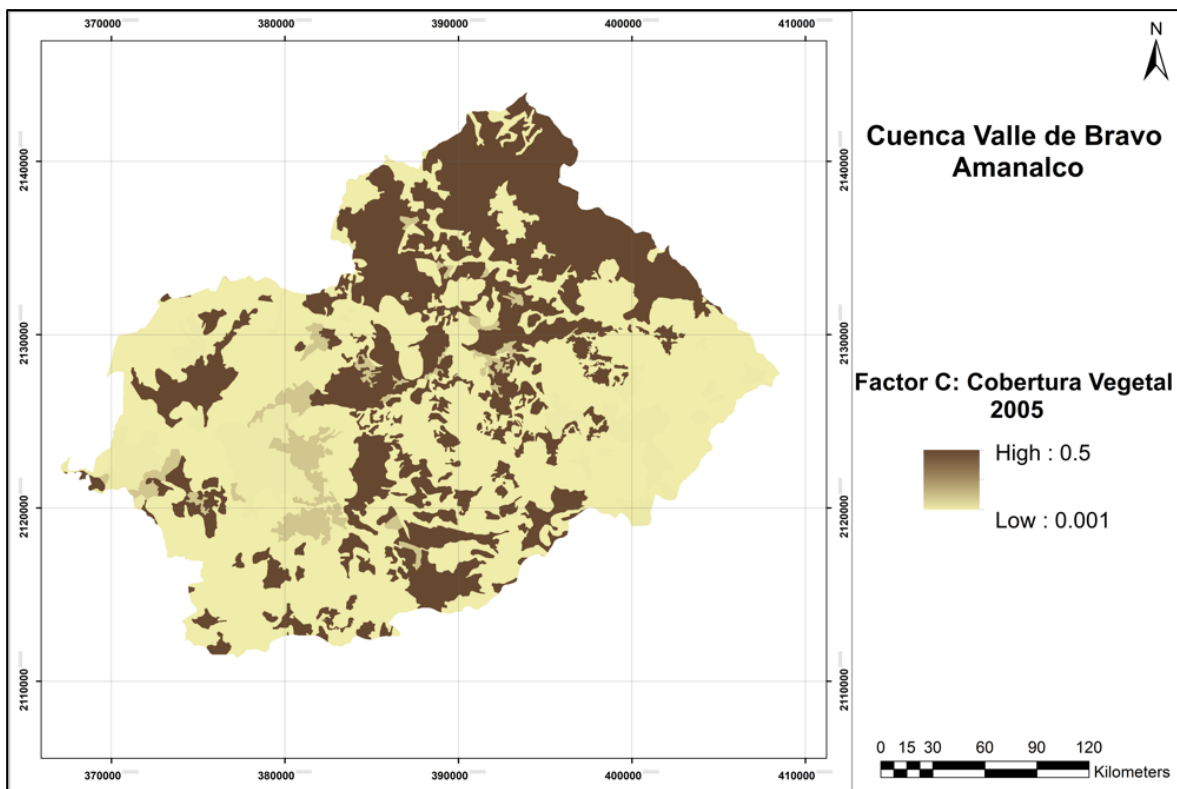 370000 380000 390000 400000 410000
N
2140000 2140000
Cuenca Valle de Bravo
Amanalco
2130000 2130000
Factor C: Cobertura Vegetal
2005
High : 0.5
Low : 0.001
2120000 2120000
2110000 2110000
0 15 30 60 90 120
Kilometers
370000 380000 390000 400000 410000